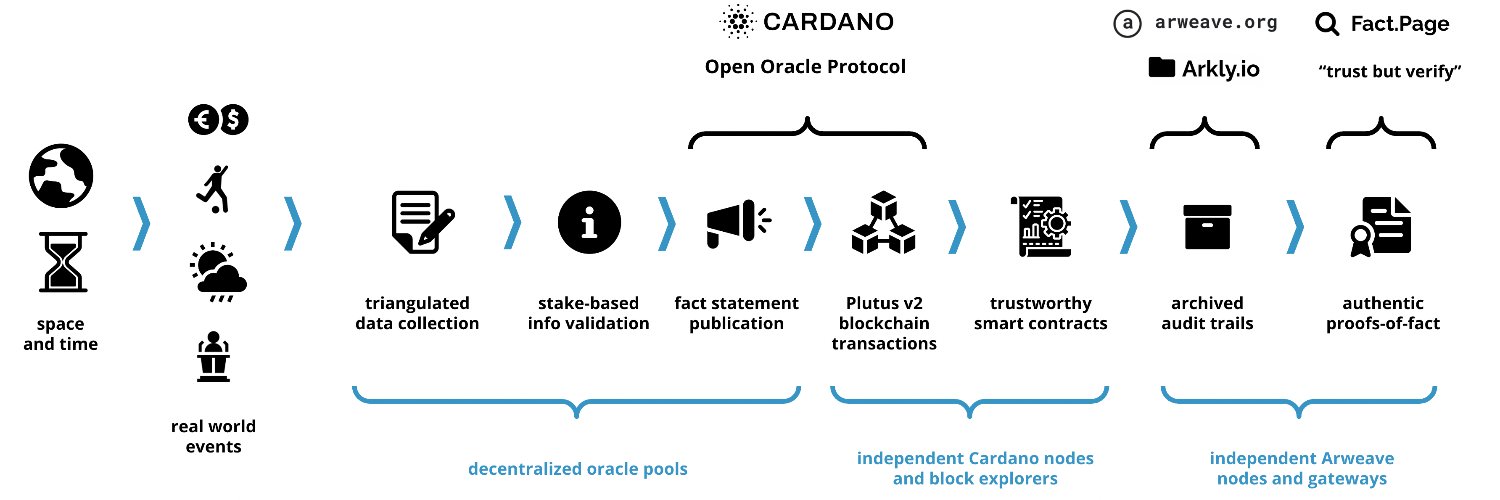 CARDANO
Open Oracle Protocol
a arweave.org
Arkly.io
Fact.Page
“trust but verify”
€ $
space
and time
real world
events
triangulated
data collection
i
stake-based
info validation
fact statement
publication
Plutus v2
blockchain
transactions
trustworthy
smart contracts
archived
audit trails
authentic
proofs-of-fact
decentralized oracle pools
independent Cardano nodes
and block explorers
independent Arweave
nodes and gateways